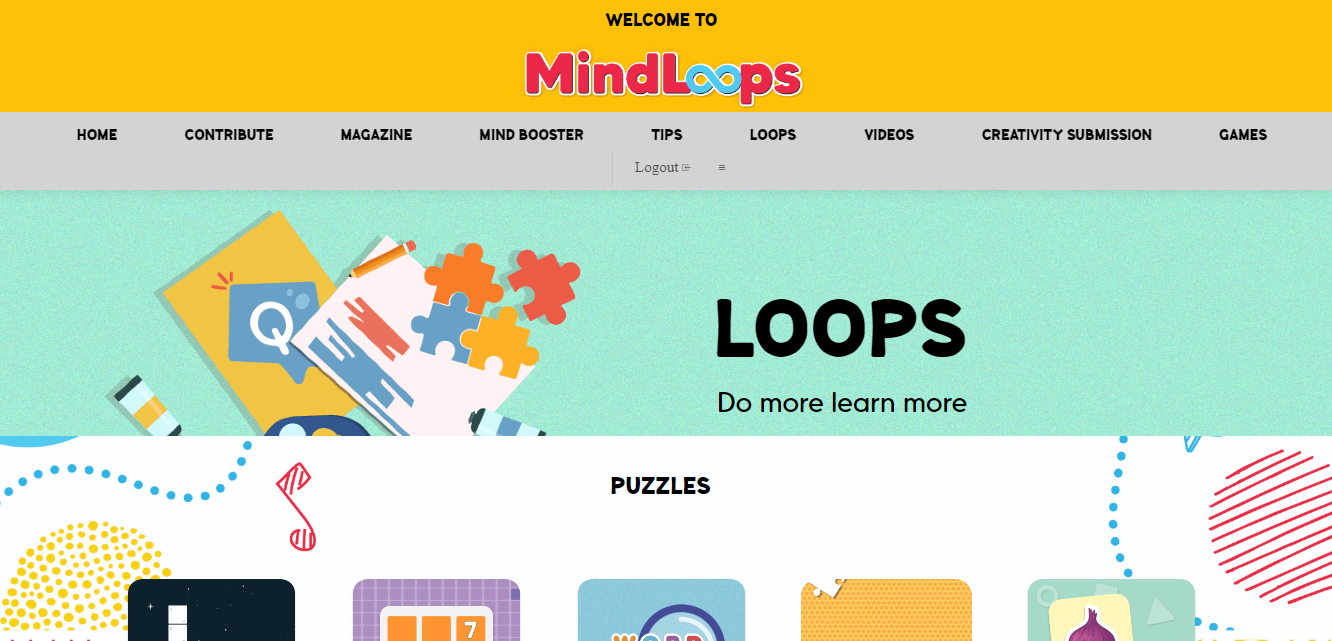 WELCOME TO
MindLoops
HOME CONTRIBUTE MAGAZINE MIND BOOSTER TIPS LOOPS VIDEOS CREATIVITY SUBMISSION GAMES
Logout
Q
LOOPS
Do more learn more
PUZZLES
7